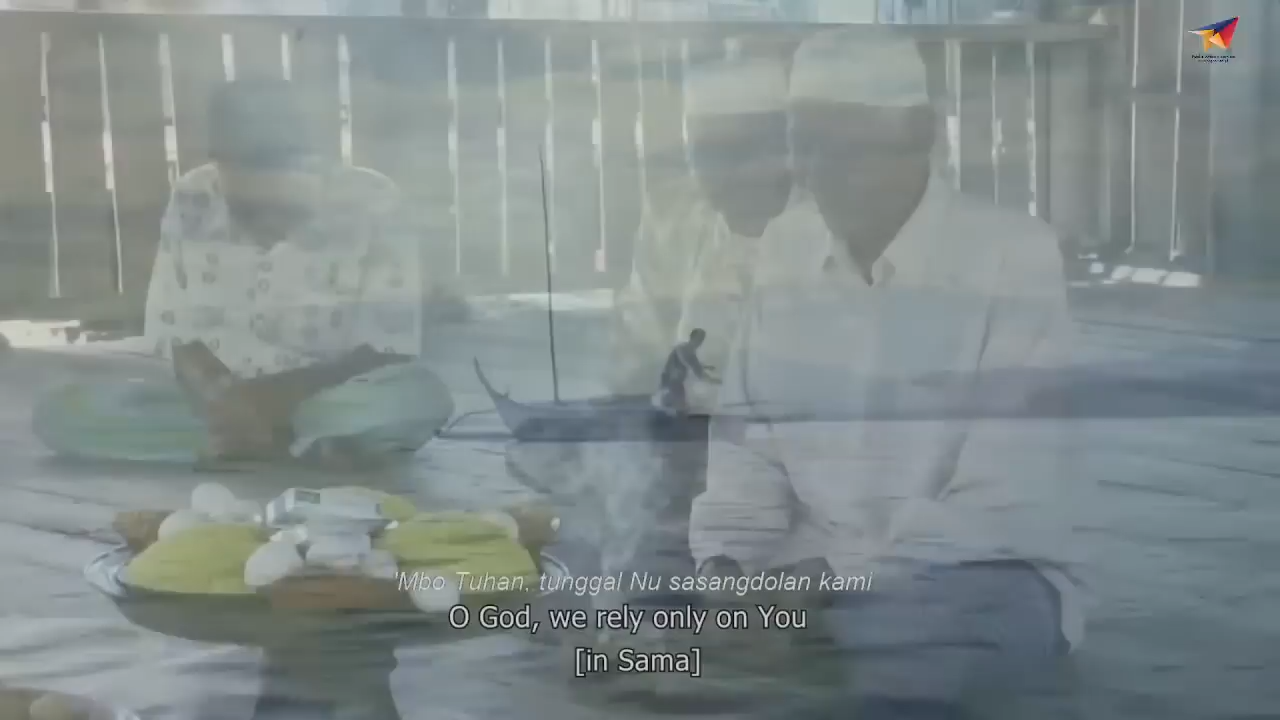 'Mbo Tuhan, tunggal Nu sasangdolan kami
O God, we rely only on You
[in Sama]